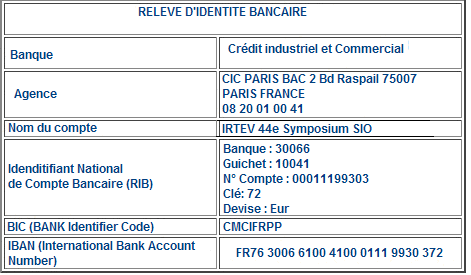 RELEVE D'IDENTITE BANCAIRE
Banque
Crédit industriel et Commercial
Agence
CIC PARIS BAC 2 Bd Raspail 75007
PARIS FRANCE
08 20 01 00 41
Nom du compte
IRTEV 44e Symposium SIO
Idenditifiant National
de Compte Bancaire (RIB)
Banque : 30066
Guichet : 10041
N° Compte : 00011199303
Clé: 72
Devise : Eur
BIC (BANK Identifier Code)
CMCIFRPP
IBAN (International Bank Account
Number)
FR76 3006 6100 4100 0111 9930 372